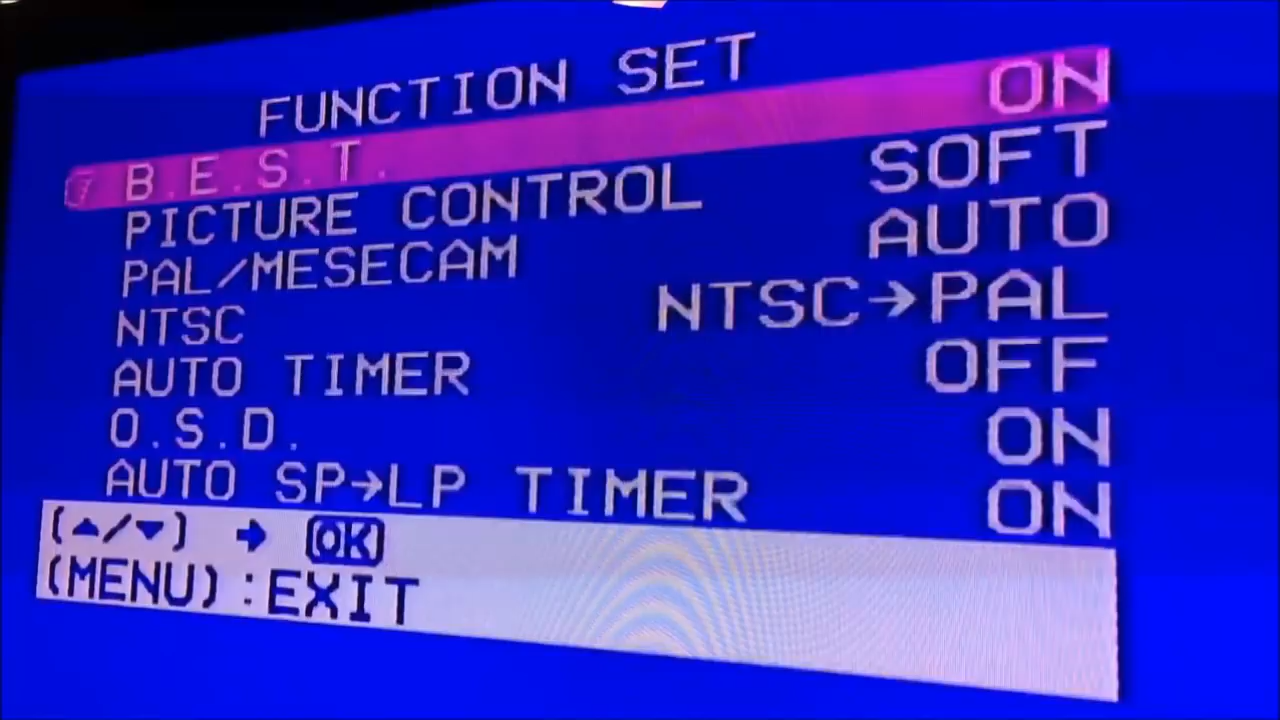 FUNCTION SET
B.E.S.T. ON
PICTURE CONTROL SOFT
PAL/MESECAM AUTO
NTSC NTSC→PAL
AUTO TIMER OFF
O.S.D. ON
AUTO SP→LP TIMER ON
(▲/▼) → OK
(MENU):EXIT